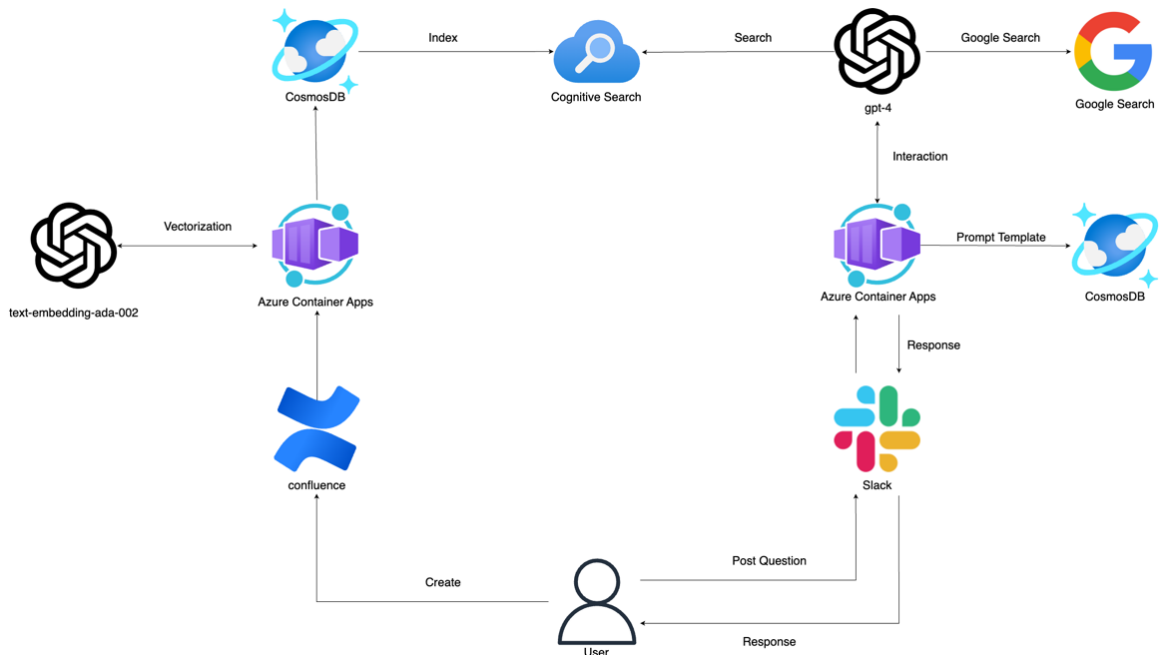 Index
Search
Google Search
CosmosDB
Cognitive Search
gpt-4
Google Search
Interaction
Vectorization
Prompt Template
text-embedding-ada-002
Azure Container Apps
Azure Container Apps
CosmosDB
Response
confluence
Slack
Post Question
Create
Response
User